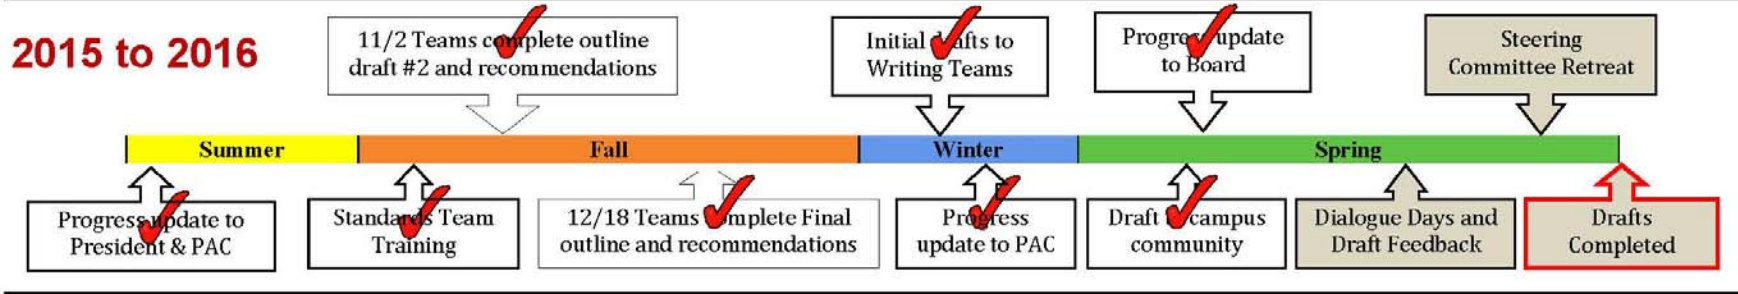 2015 to 2016
11/2 Teams complete outline
draft #2 and recommendations
Initial drafts to
Writing Teams
Progress update
to Board
Steering
Committee Retreat
Summer
Fall
Winter
Spring
Progress update to
President & PAC
Standards Team
Training
12/18 Teams complete Final
outline and recommendations
Progress
update to PAC
Draft to campus
community
Dialogue Days and
Draft Feedback
Drafts
Completed